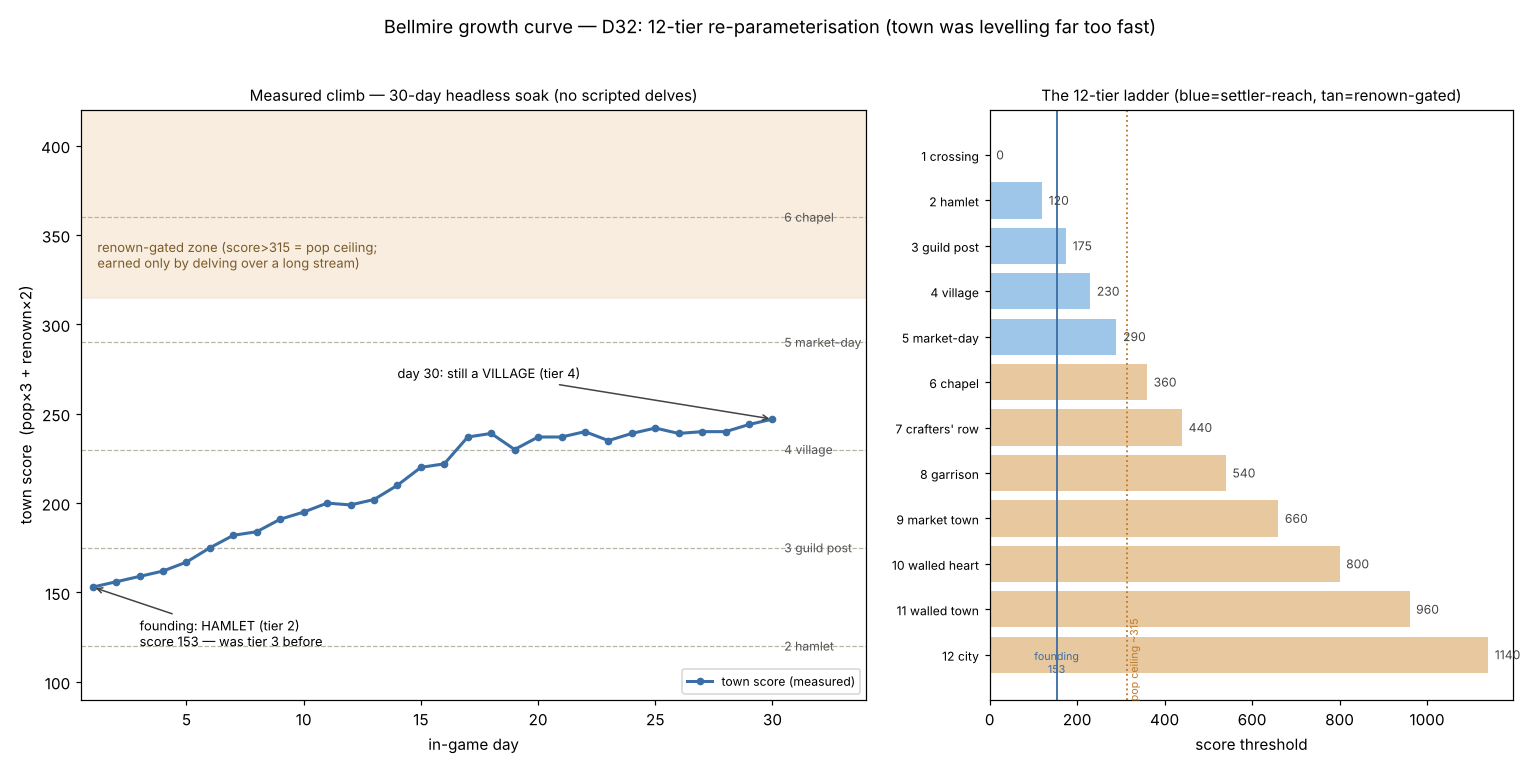 Bellmire growth curve — D32: 12-tier re-parameterisation (town was levelling far too fast)
Measured climb — 30-day headless soak (no scripted delves)
town score  (pop×3 + renown×2)
400
350
300
250
200
150
100
6 chapel
renown-gated zone (score>315 = pop ceiling;
earned only by delving over a long stream)
5 market-day
day 30: still a VILLAGE (tier 4)
4 village
3 guild post
founding: HAMLET (tier 2)
score 153 — was tier 3 before
2 hamlet
town score (measured)
5
10
15
20
25
30
in-game day
The 12-tier ladder (blue=settler-reach, tan=renown-gated)
1 crossing
0
2 hamlet
120
3 guild post
175
4 village
230
5 market-day
290
6 chapel
360
7 crafters' row
440
8 garrison
540
9 market town
660
10 walled heart
800
11 walled town
960
12 city
1140
founding
153
pop ceiling ~315
0
200
400
600
800
1000
score threshold